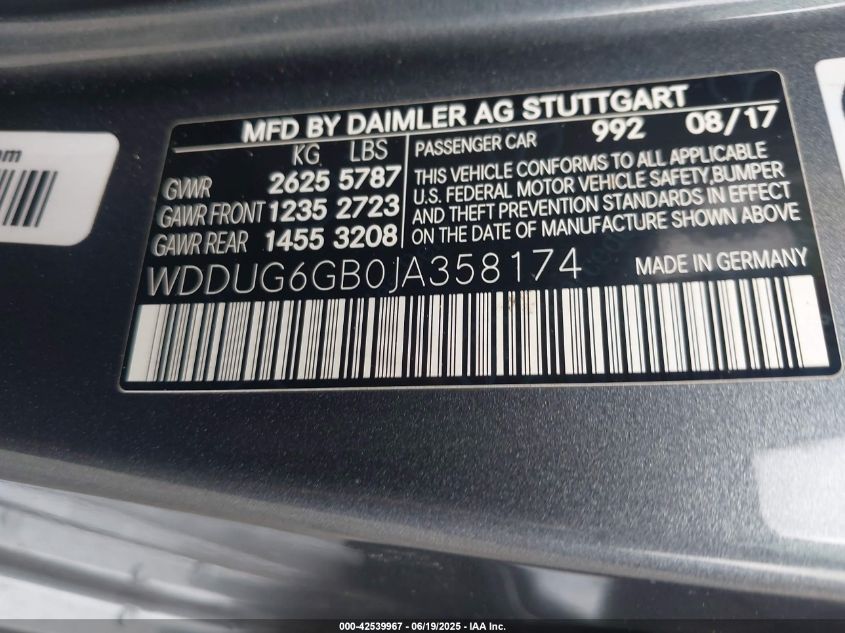 MFD BY DAIMLER AG STUTTGART
KG LBS
GVWR 2625 5787
GAWR FRONT 1235 2723
GAWR REAR 1455 3208
PASSENGER CAR 992 08/17
THIS VEHICLE CONFORMS TO ALL APPLICABLE
U.S. FEDERAL MOTOR VEHICLE SAFETY, BUMPER
AND THEFT PREVENTION STANDARDS IN EFFECT
ON THE DATE OF MANUFACTURE SHOWN ABOVE
WDDUG6GB0JA358174 MADE IN GERMANY
000-42539967 - 06/19/2025 - IAA Inc.